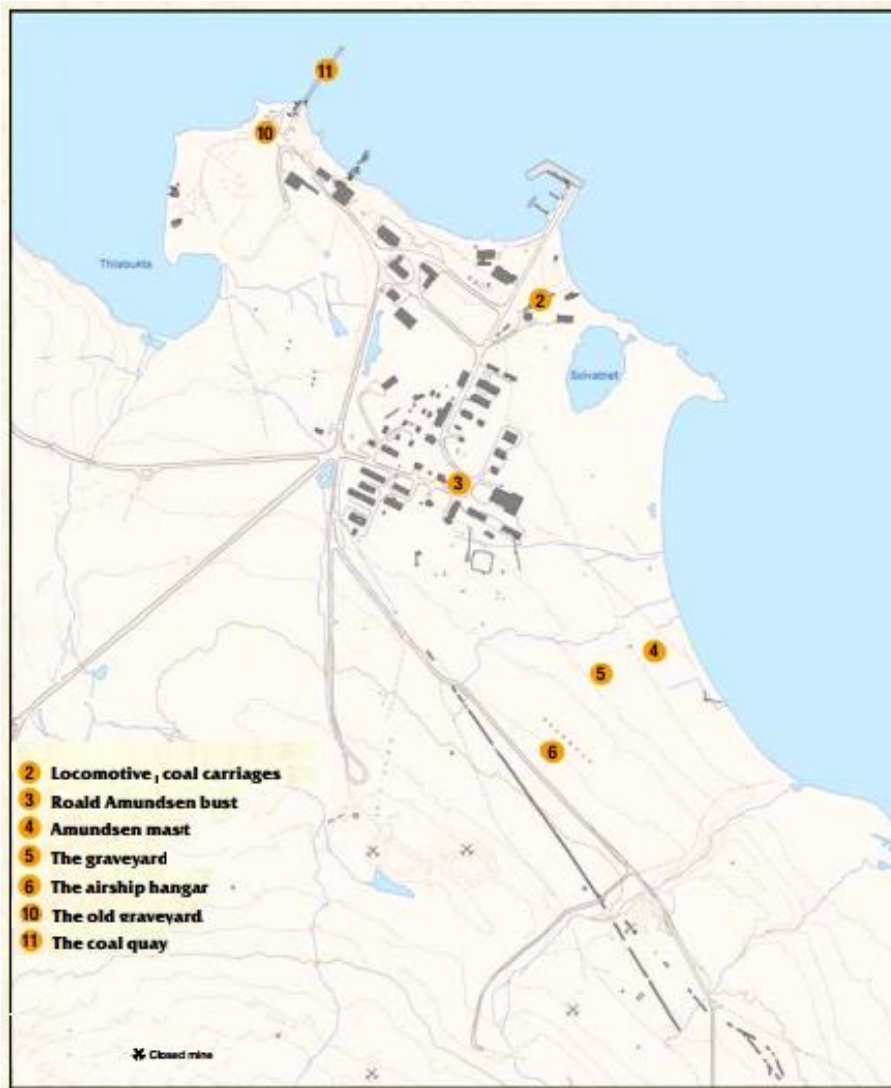 11
10
Thiisbukta
2
Solvatnet
3
4
5
6
2 Locomotive, coal carriages
3 Roald Amundsen bust
4 Amundsen mast
5 The graveyard
6 The airship hangar
10 The old graveyard
11 The coal quay
Closed mine